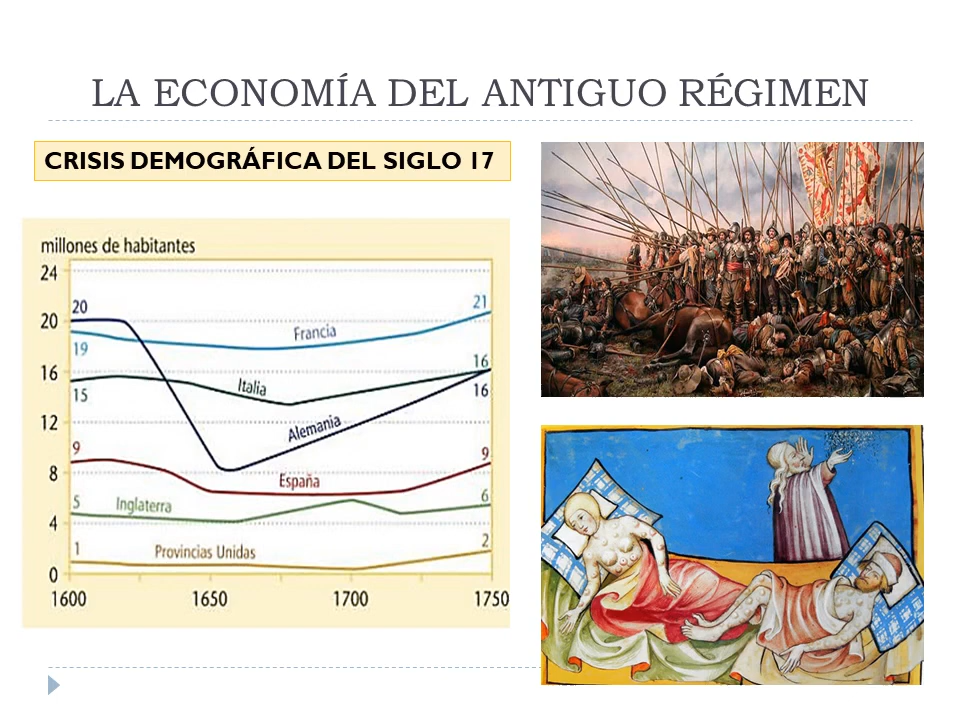 LA ECONOMÍA DEL ANTIGUO RÉGIMEN
CRISIS DEMOGRÁFICA DEL SIGLO 17
millones de habitantes
24
20
16
12
8
4
0
20
19
15
9
5
1
Francia
Italia
Alemania
España
Inglaterra
Provincias Unidas
21
16
16
9
6
2
1600 1650 1700 1750